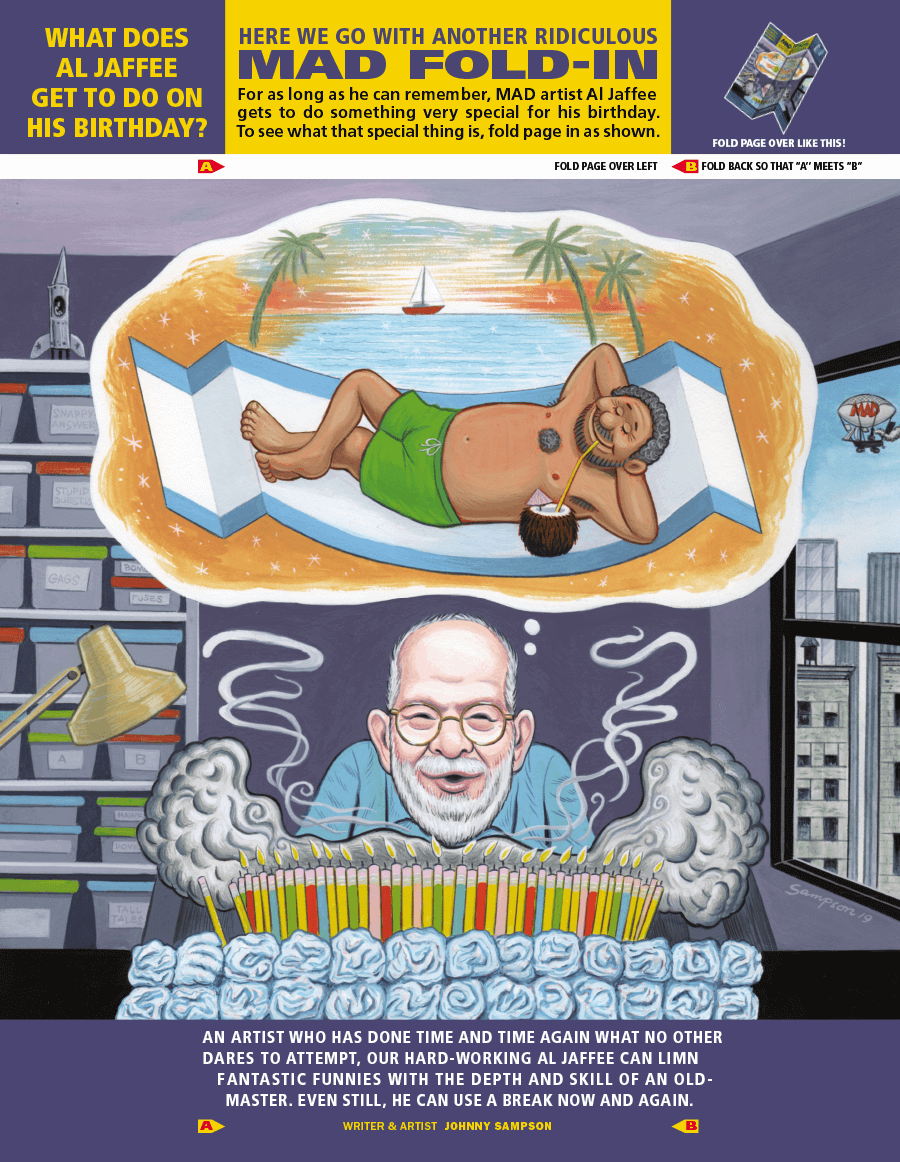 WHAT DOES
AL JAFFEE
GET TO DO ON
HIS BIRTHDAY?
HERE WE GO WITH ANOTHER RIDICULOUS
MAD FOLD-IN
For as long as he can remember, MAD artist Al Jaffee
gets to do something very special for his birthday.
To see what that special thing is, fold page in as shown.
FOLD PAGE OVER LIKE THIS!
A
FOLD PAGE OVER LEFT
B
FOLD BACK SO THAT "A" MEETS "B"
SNAPPY
ANSWERS
MAD
STUPID
GAGS
FUSES
A
B
TALL
TALES
Sampson 19
AN ARTIST WHO HAS DONE TIME AND TIME AGAIN WHAT NO OTHER
DARES TO ATTEMPT, OUR HARD-WORKING AL JAFFEE CAN LIMN
FANTASTIC FUNNIES WITH THE DEPTH AND SKILL OF AN OLD-
MASTER. EVEN STILL, HE CAN USE A BREAK NOW AND AGAIN.
A
WRITER & ARTIST JOHNNY SAMPSON
B